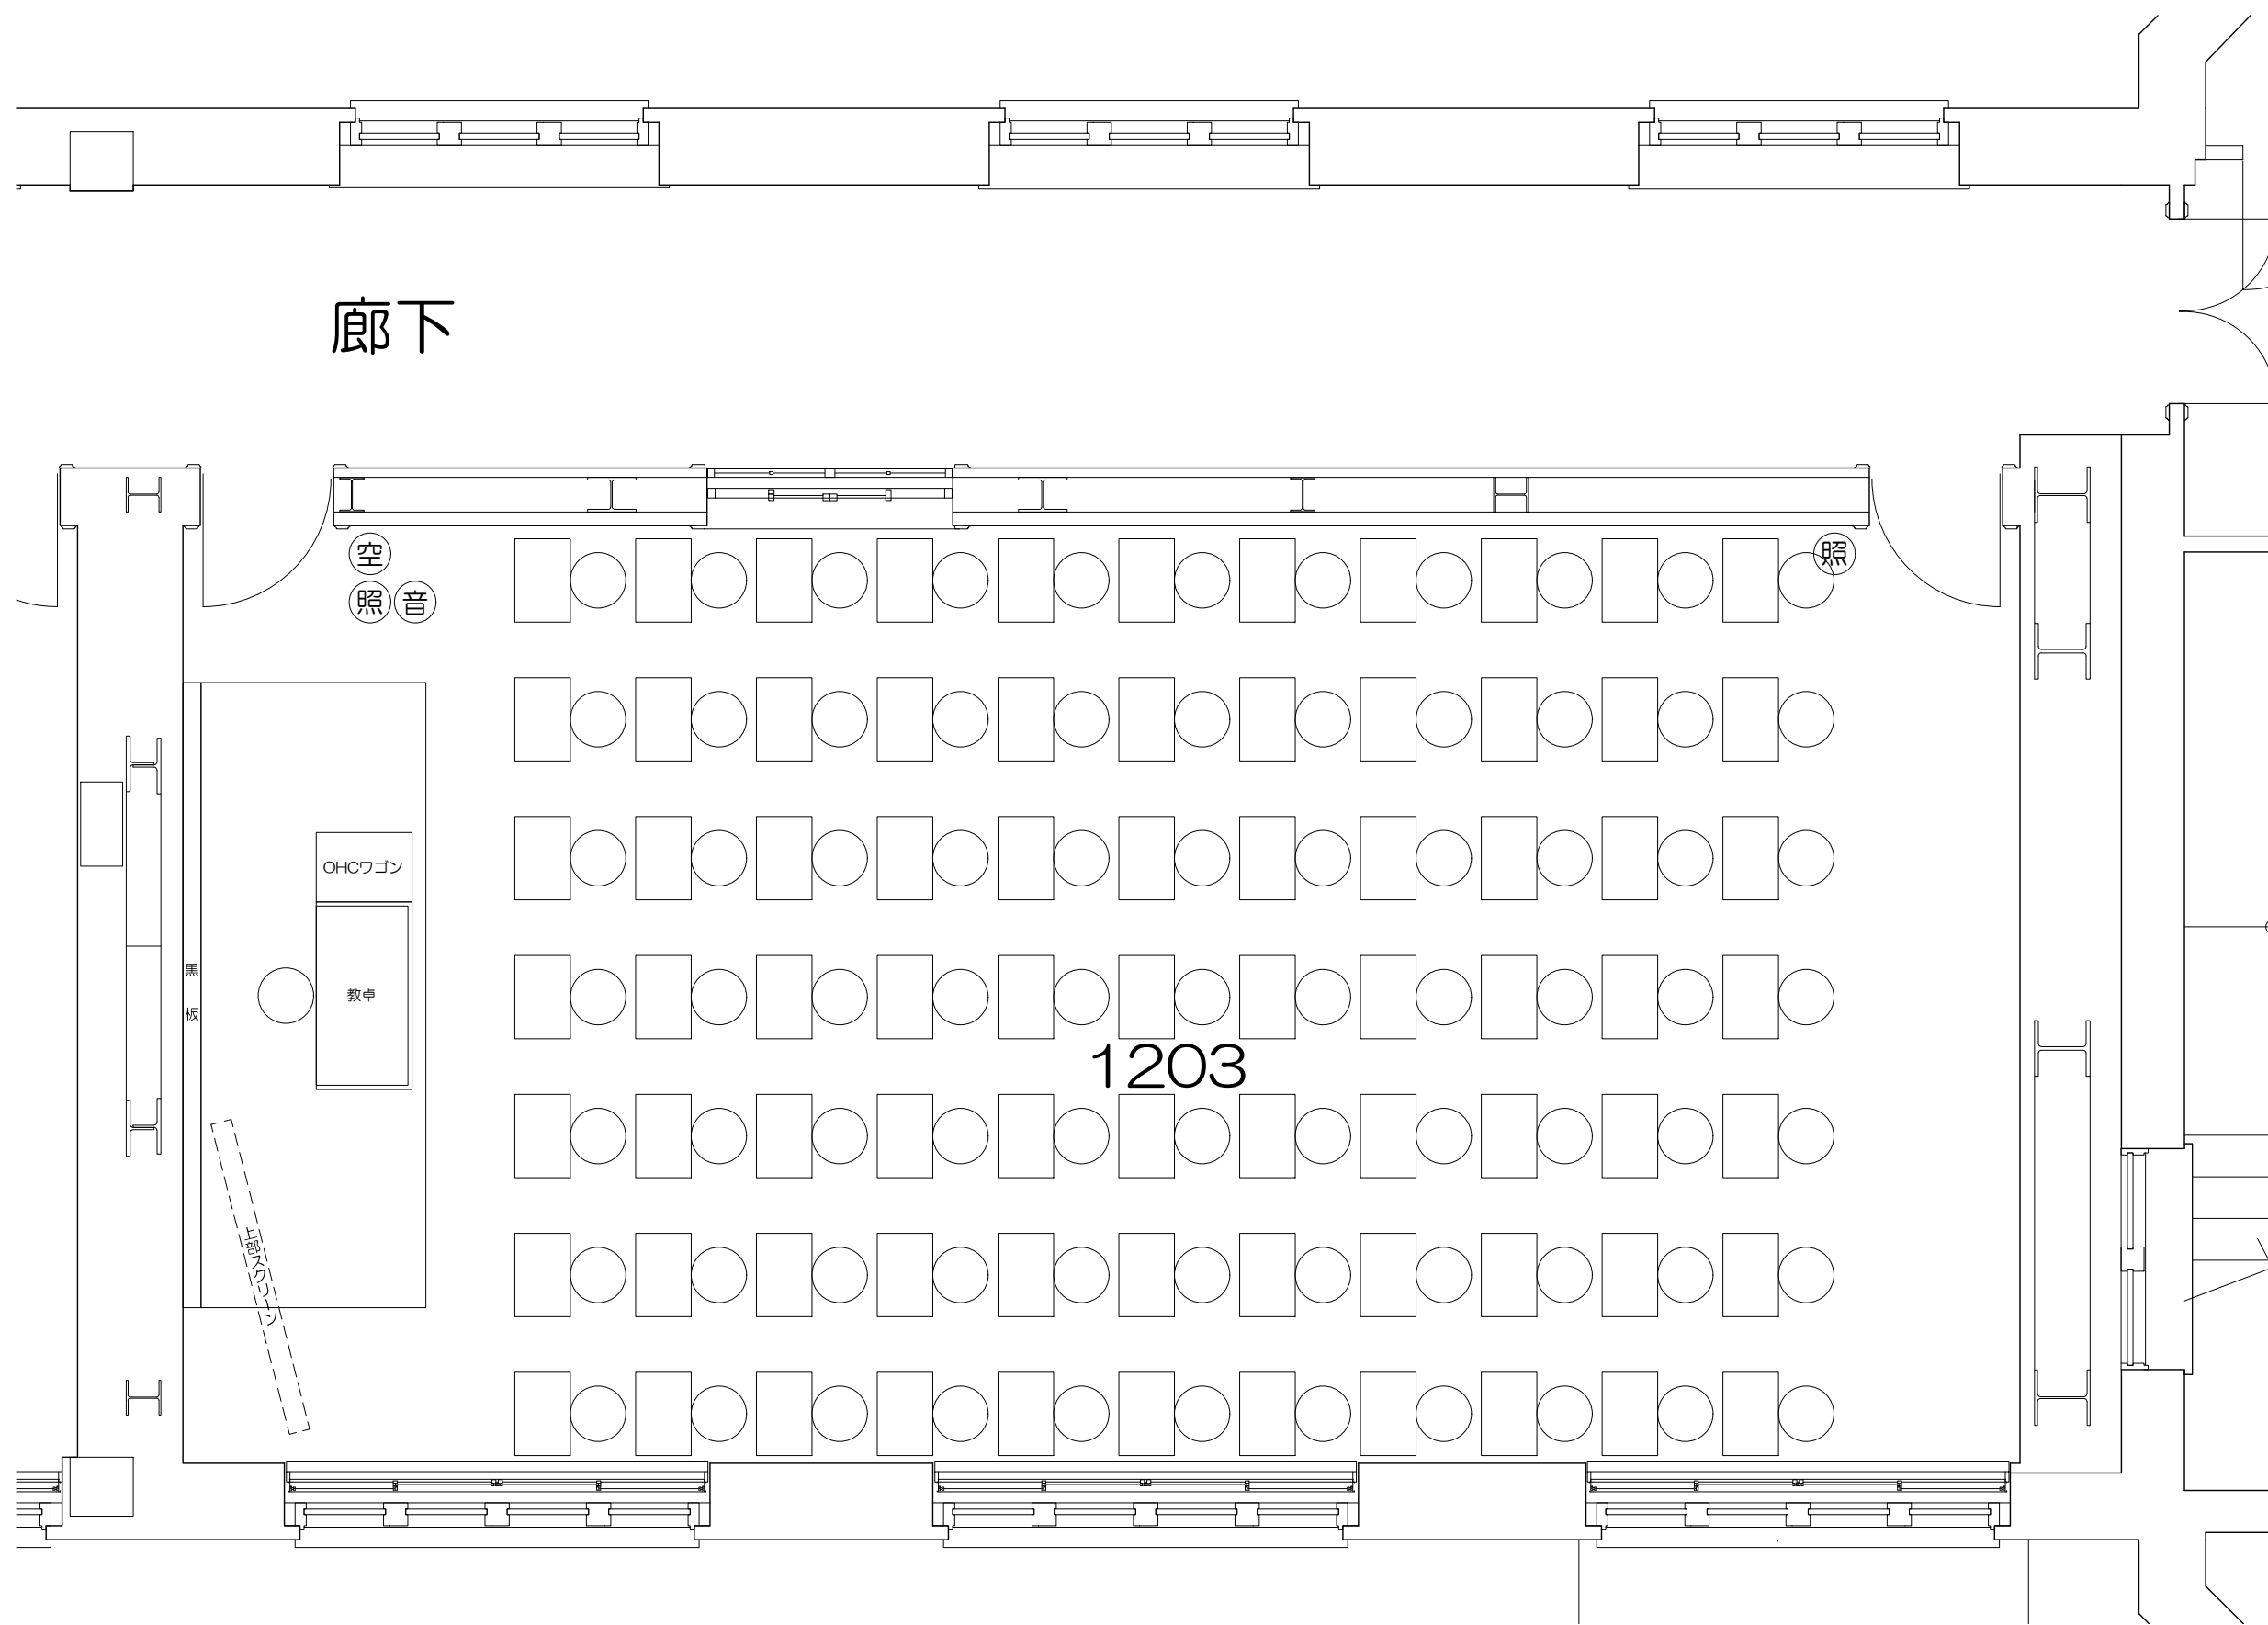 廊下
空
照
照 音
OHCワゴン
黒板
教卓
1203
上部スクリーン